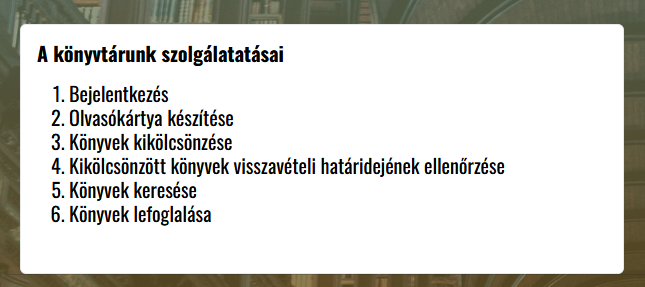 A könyvtárunk szolgálatatásai
1. Bejelentkezés
2. Olvasókártya készítése
3. Könyvek kikölcsönzése
4. Kikölcsönzött könyvek visszavételi határidejének ellenőrzése
5. Könyvek keresése
6. Könyvek lefoglalása